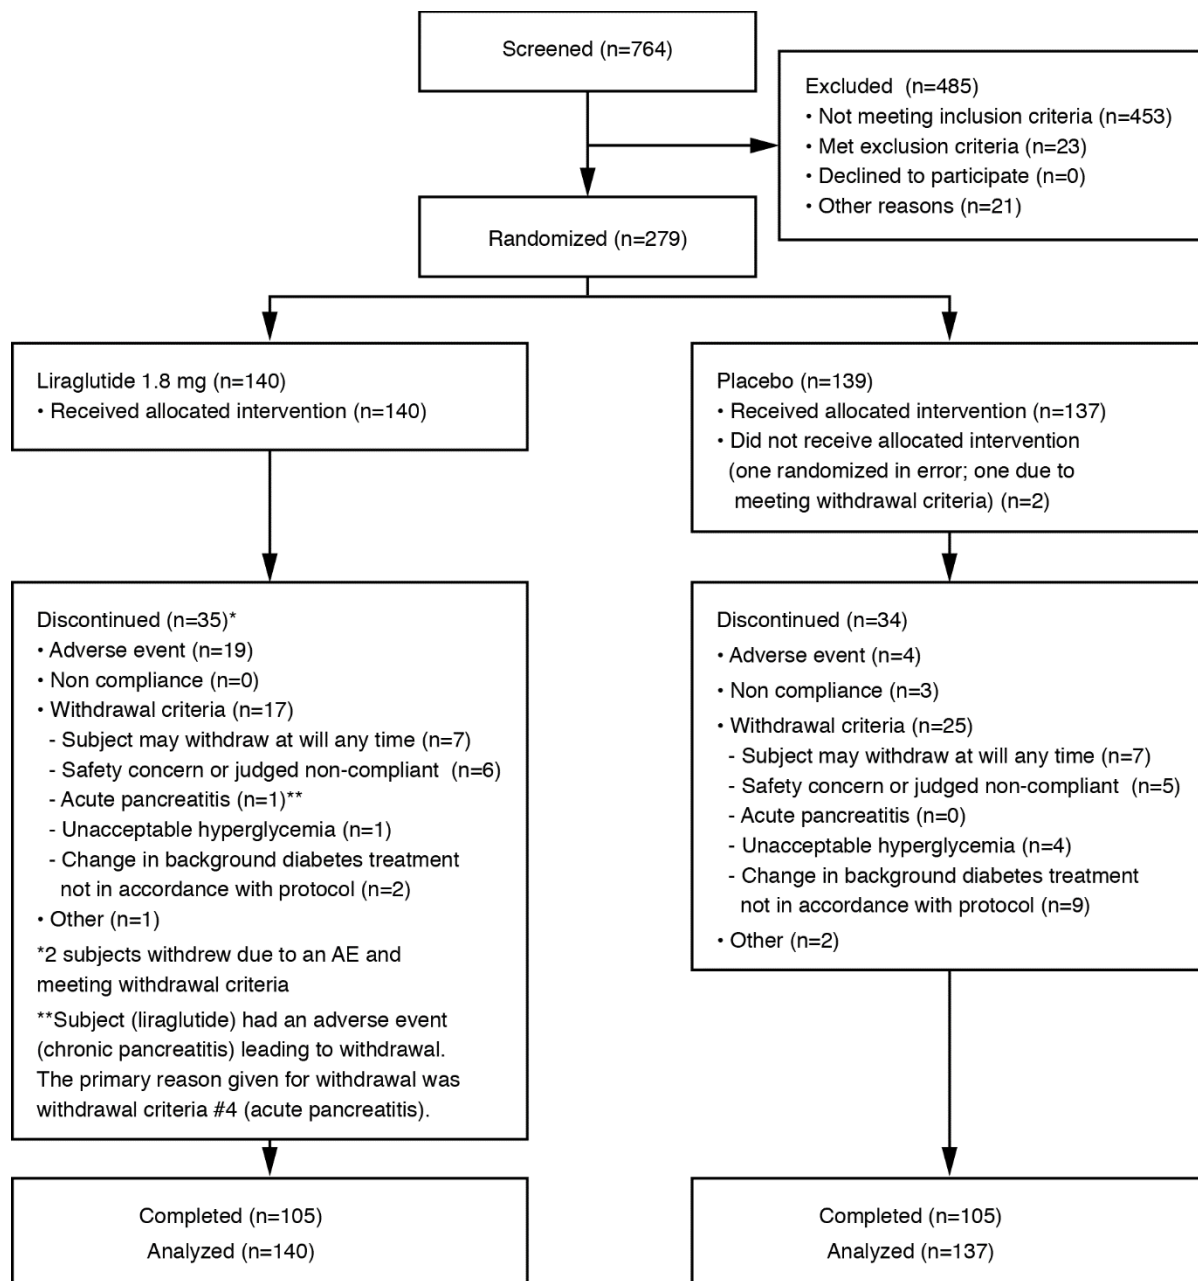 Screened (n=764)
Excluded (n=485)
• Not meeting inclusion criteria (n=453)
• Met exclusion criteria (n=23)
• Declined to participate (n=0)
• Other reasons (n=21)
Randomized (n=279)
Liraglutide 1.8 mg (n=140)
• Received allocated intervention (n=140)
Placebo (n=139)
• Received allocated intervention (n=137)
• Did not receive allocated intervention
(one randomized in error; one due to
meeting withdrawal criteria) (n=2)
Discontinued (n=35)*
• Adverse event (n=19)
• Non compliance (n=0)
• Withdrawal criteria (n=17)
- Subject may withdraw at will any time (n=7)
- Safety concern or judged non-compliant (n=6)
- Acute pancreatitis (n=1)**
- Unacceptable hyperglycemia (n=1)
- Change in background diabetes treatment
not in accordance with protocol (n=2)
• Other (n=1)
*2 subjects withdrew due to an AE and
meeting withdrawal criteria
**Subject (liraglutide) had an adverse event
(chronic pancreatitis) leading to withdrawal.
The primary reason given for withdrawal was
withdrawal criteria #4 (acute pancreatitis).
Discontinued (n=34)
• Adverse event (n=4)
• Non compliance (n=3)
• Withdrawal criteria (n=25)
- Subject may withdraw at will any time (n=7)
- Safety concern or judged non-compliant (n=5)
- Acute pancreatitis (n=0)
- Unacceptable hyperglycemia (n=4)
- Change in background diabetes treatment
not in accordance with protocol (n=9)
• Other (n=2)
Completed (n=105)
Analyzed (n=140)
Completed (n=105)
Analyzed (n=137)